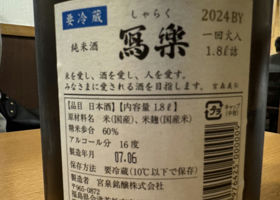 要冷蔵
しゃらく
2024BY
純米酒
寫樂
一回火入
1.8ℓ詰
米を愛し、酒を愛し、人を愛す。
みなさまに愛される酒を目指します。
品目 日本酒 【内容量 1.8ℓ】
原材料名 米(国産)、米麹(国産米)
精米歩合 60%
アルコール分 16度
製造年月 07.06
保存方法 要冷蔵(10℃以下で保存)
製造者 宮泉銘醸株式会社
〒965-0872